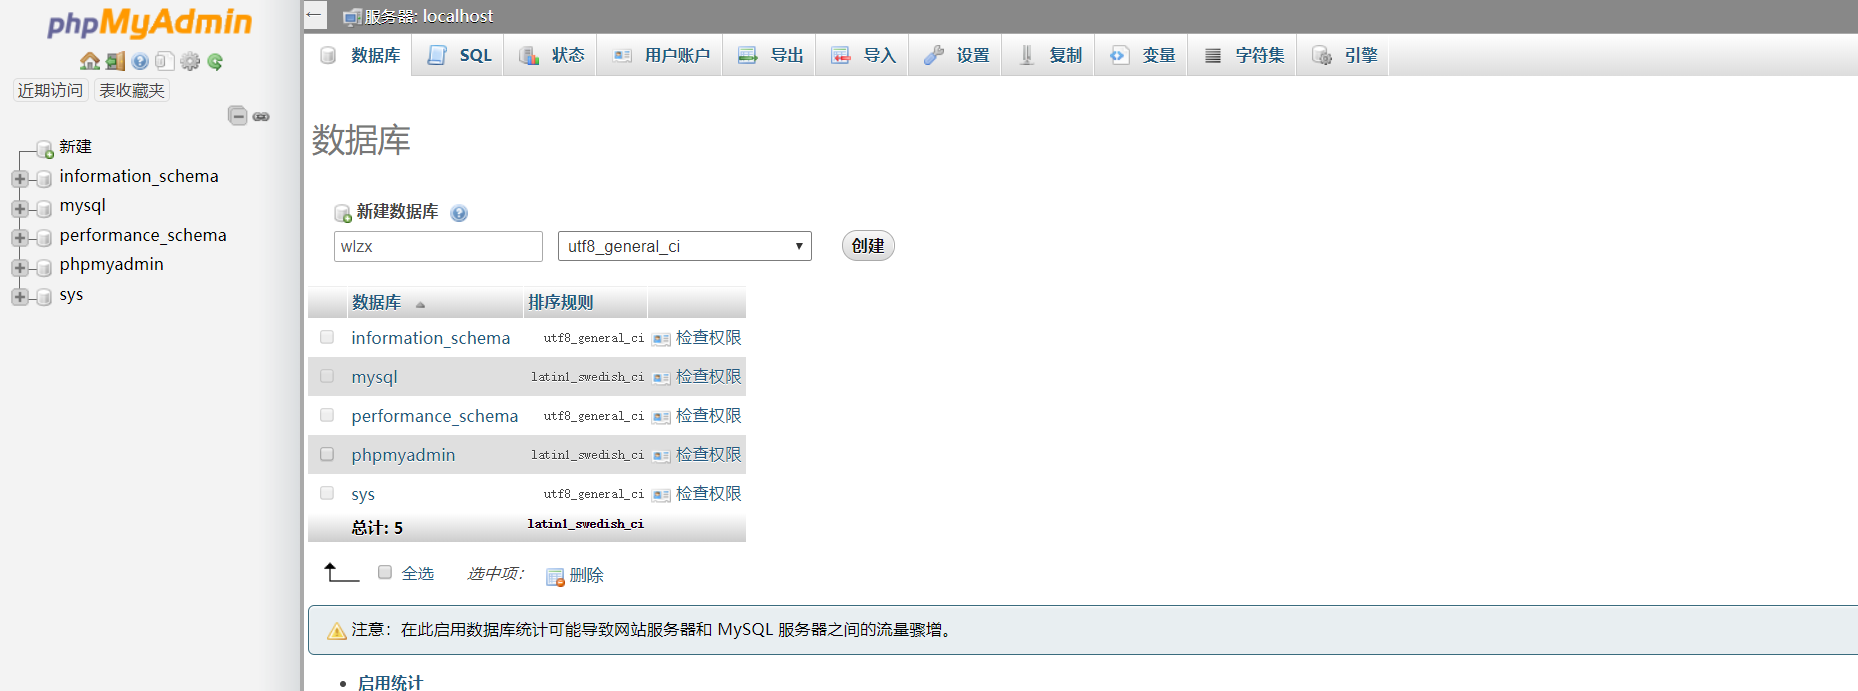 phpMyAdmin
近期访问 表收藏夹
新建
information_schema
mysql
performance_schema
phpmyadmin
sys
← 服务器: localhost
数据库 SQL 状态 用户账户 导出 导入 设置 复制 变量 字符集 引擎
数据库
新建数据库
wlzx utf8_general_ci 创建
数据库 排序规则
information_schema utf8_general_ci 检查权限
mysql latin1_swedish_ci 检查权限
performance_schema utf8_general_ci 检查权限
phpmyadmin latin1_swedish_ci 检查权限
sys utf8_general_ci 检查权限
总计: 5 latin1_swedish_ci
全选 选中项: 删除
注意：在此启用数据库统计可能导致网站服务器和 MySQL 服务器之间的流量骤增。
• 启用统计